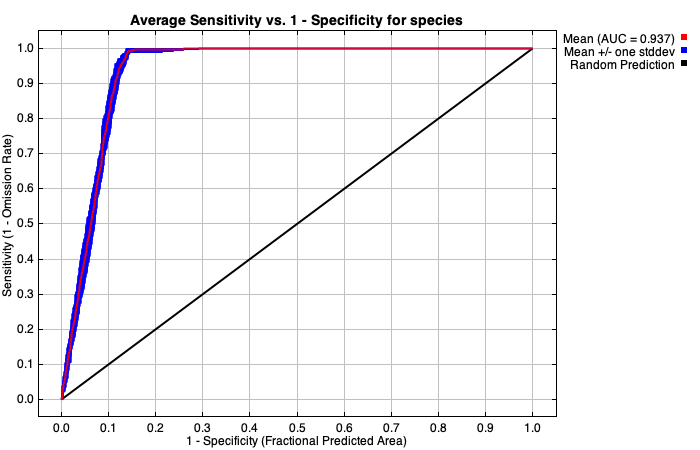 Average Sensitivity vs. 1 - Specificity for species
Mean (AUC = 0.937)
Mean +/- one stddev
Random Prediction
Sensitivity (1 - Omission Rate)
1.0
0.9
0.8
0.7
0.6
0.5
0.4
0.3
0.2
0.1
0.0
0.0 0.1 0.2 0.3 0.4 0.5 0.6 0.7 0.8 0.9 1.0
1 - Specificity (Fractional Predicted Area)